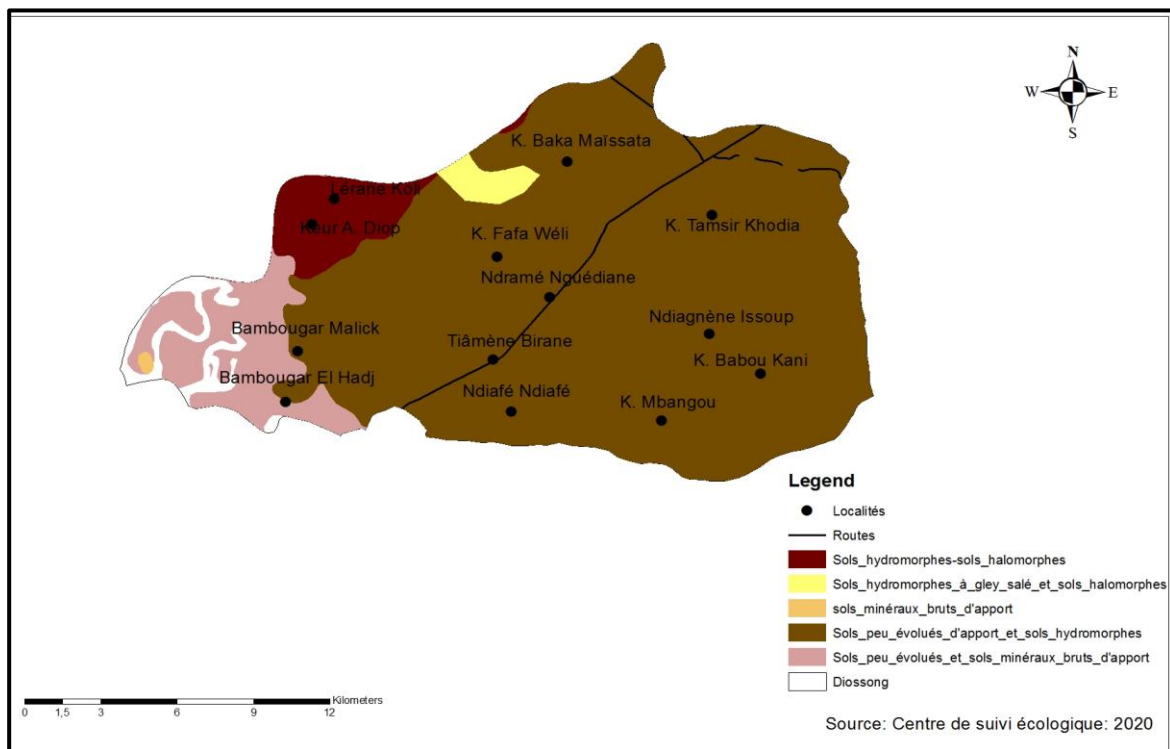 N
W E
S
K. Baka Maïssata
Lérane Koli
Keur A. Diop
K. Tamsir Khodia
K. Fafa Wéli
Ndramé Nguédiane
Ndiagnène Issoup
Bambougar Malick
Tiâmène Birane
K. Babou Kani
Bambougar El Hadj
Ndiafé Ndiafé
K. Mbangou
Legend
Localités
Routes
Sols_hydromorphes-sols_halomorphes
Sols_hydromorphes_à_gley_salé_et_sols_halomorphes
sols_minéraux_bruts_d'apport
Sols_peu_évolués_d'apport_et_sols_hydromorphes
Sols_peu_évolués_et_sols_minéraux_bruts_d'apport
Diossong
Kilometers
0 1,5 3 6 9 12
Source: Centre de suivi écologique: 2020